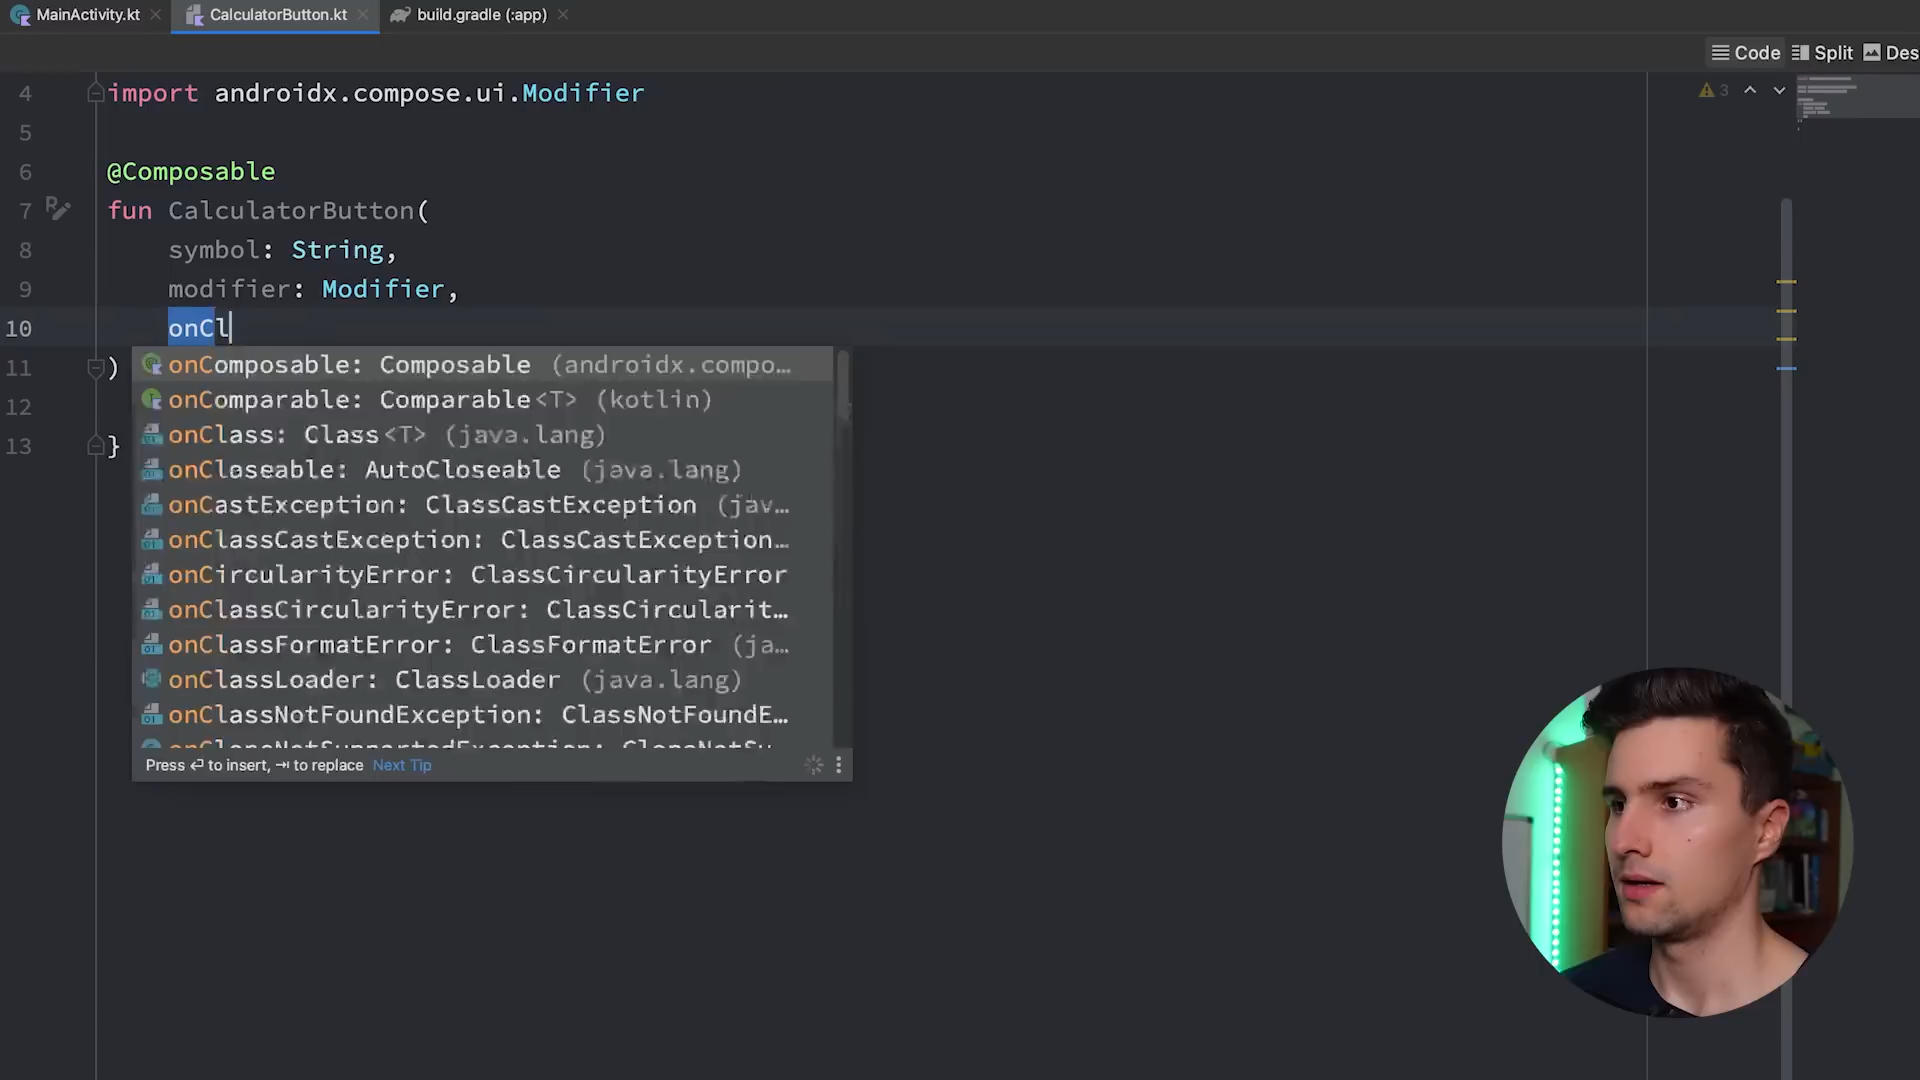 MainActivity.kt
CalculatorButton.kt
build.gradle (:app)
Code
Split
Des
4 import androidx.compose.ui.Modifier
3
5
6 @Composable
7 fun CalculatorButton(
8 symbol: String,
9 modifier: Modifier,
10 onCl
11 )
12
13 }
onComposable: Composable (androidx.compo…
onComparable: Comparable<T> (kotlin)
onClass: Class<T> (java.lang)
onCloseable: AutoCloseable (java.lang)
onCastException: ClassCastException (jav…
onClassCastException: ClassCastException…
onCircularityError: ClassCircularityError
onClassCircularityError: ClassCircularit…
onClassFormatError: ClassFormatError (ja…
onClassLoader: ClassLoader (java.lang)
onClassNotFoundException: ClassNotFoundE…
Press ⏎ to insert, ⇥ to replace Next Tip